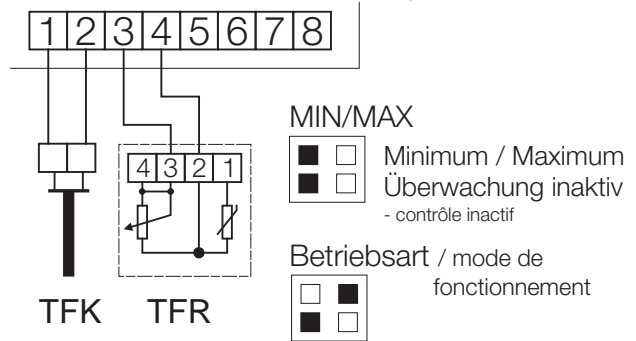 1 2 3 4 5 6 7 8
MIN/MAX
Minimum / Maximum
Überwachung inaktiv
- contrôle inactif
4 3 2 1
Betriebsart / mode de
fonctionnement
TFK TFR